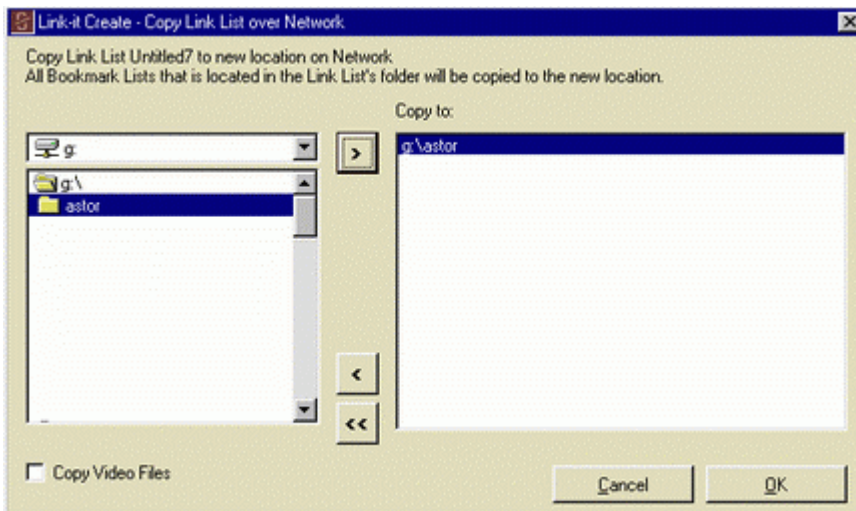 Link-it Create - Copy Link List over Network
Copy Link List Untitled7 to new location on Network
All Bookmark Lists that is located in the Link List's folder will be copied to the new location.
Copy to:
g:
>
g:\astor
g:\
astor
<
<<
Copy Video Files
Cancel
OK